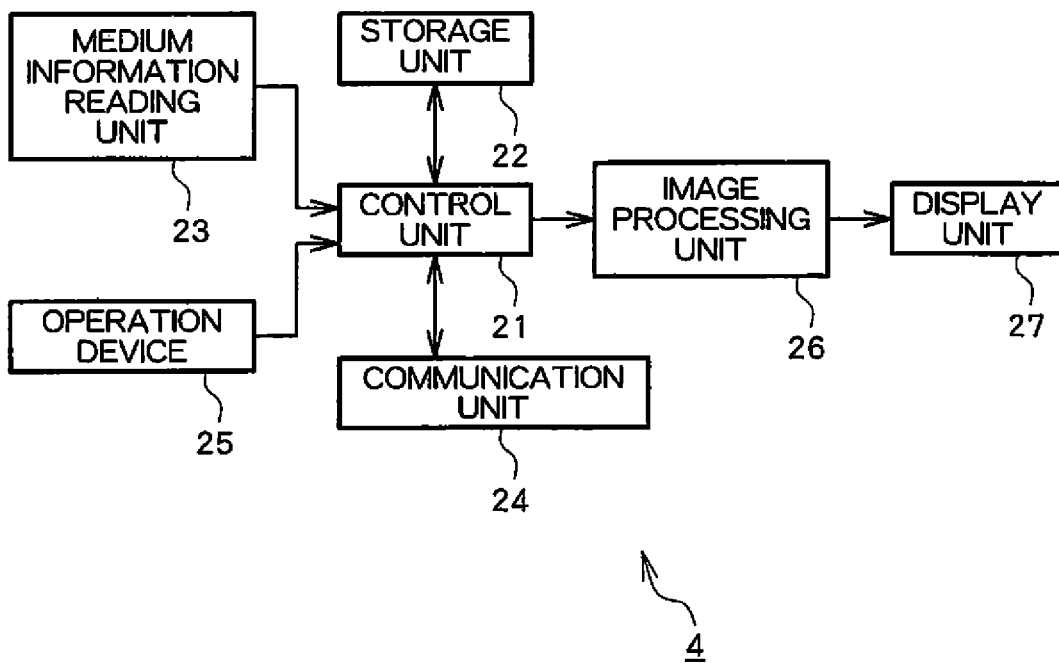 MEDIUM
INFORMATION
READING
UNIT
23
STORAGE
UNIT
22
CONTROL
UNIT
21
IMAGE
PROCESSING
UNIT
26
DISPLAY
UNIT
27
OPERATION
DEVICE
25
COMMUNICATION
UNIT
24
4